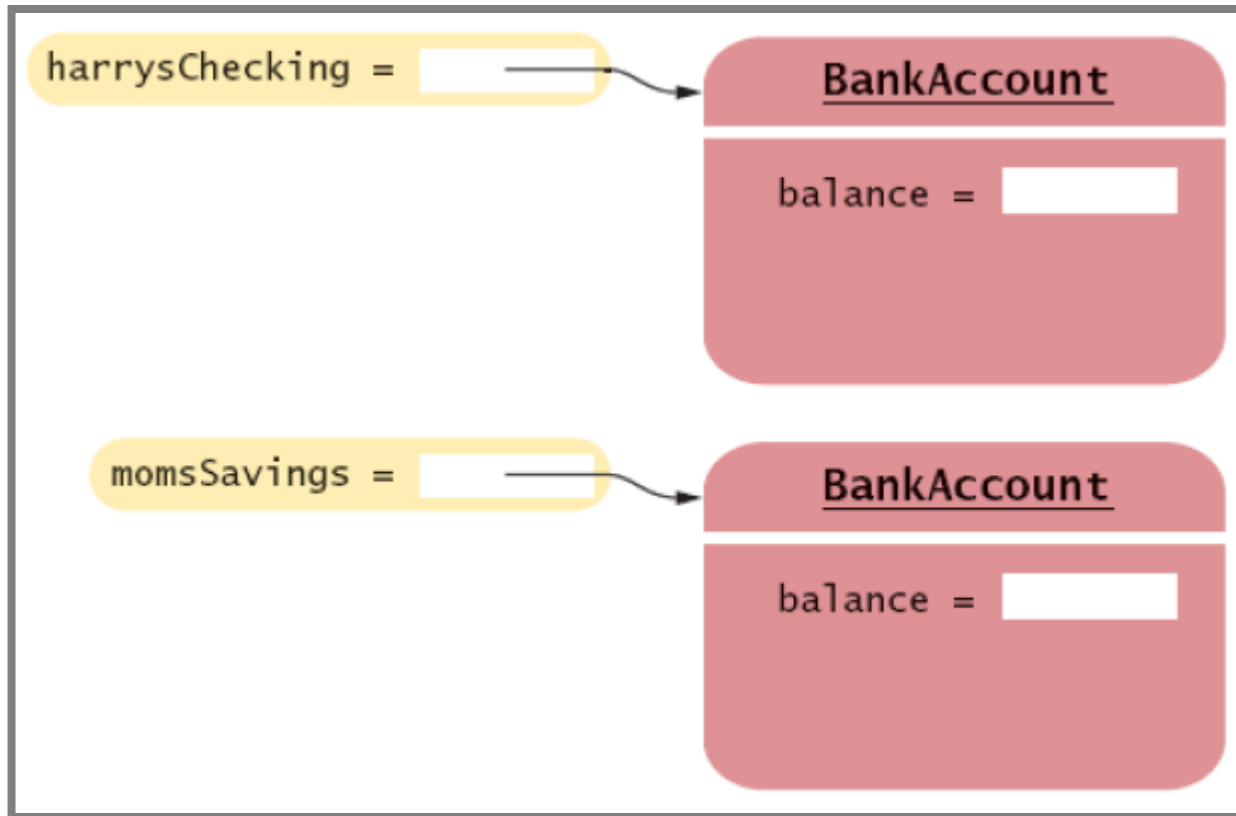 harrysChecking =
BankAccount
balance =
momsSavings =
BankAccount
balance =